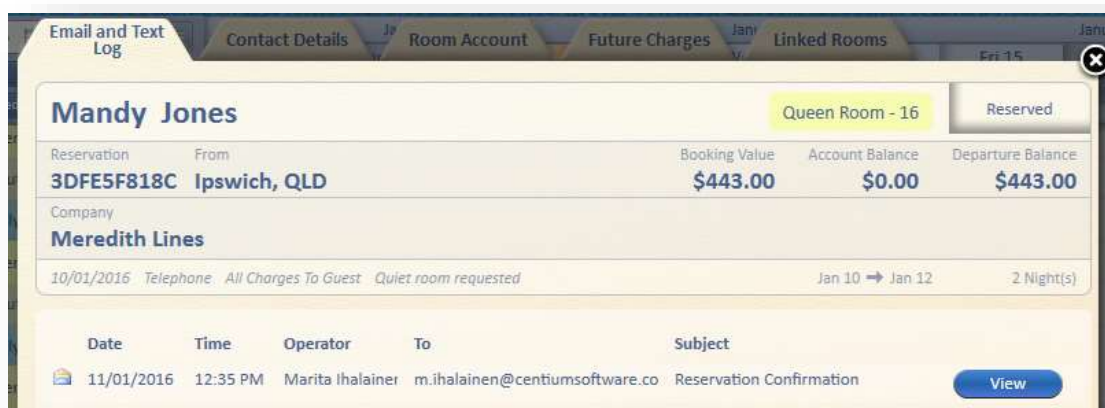 Email and Text
Log
Contact Details
Room Account
Future Charges
Linked Rooms
Fri 15
Mandy Jones
Queen Room - 16
Reserved
Reservation From Booking Value Account Balance Departure Balance
3DFE5F818C Ipswich, QLD $443.00 $0.00 $443.00
Company
Meredith Lines
10/01/2016 Telephone All Charges To Guest Quiet room requested Jan 10 ➡ Jan 12 2 Night(s)
Date Time Operator To Subject
11/01/2016 12:35 PM Marita Ihalainer m.ihalainen@centiumsoftware.co Reservation Confirmation View